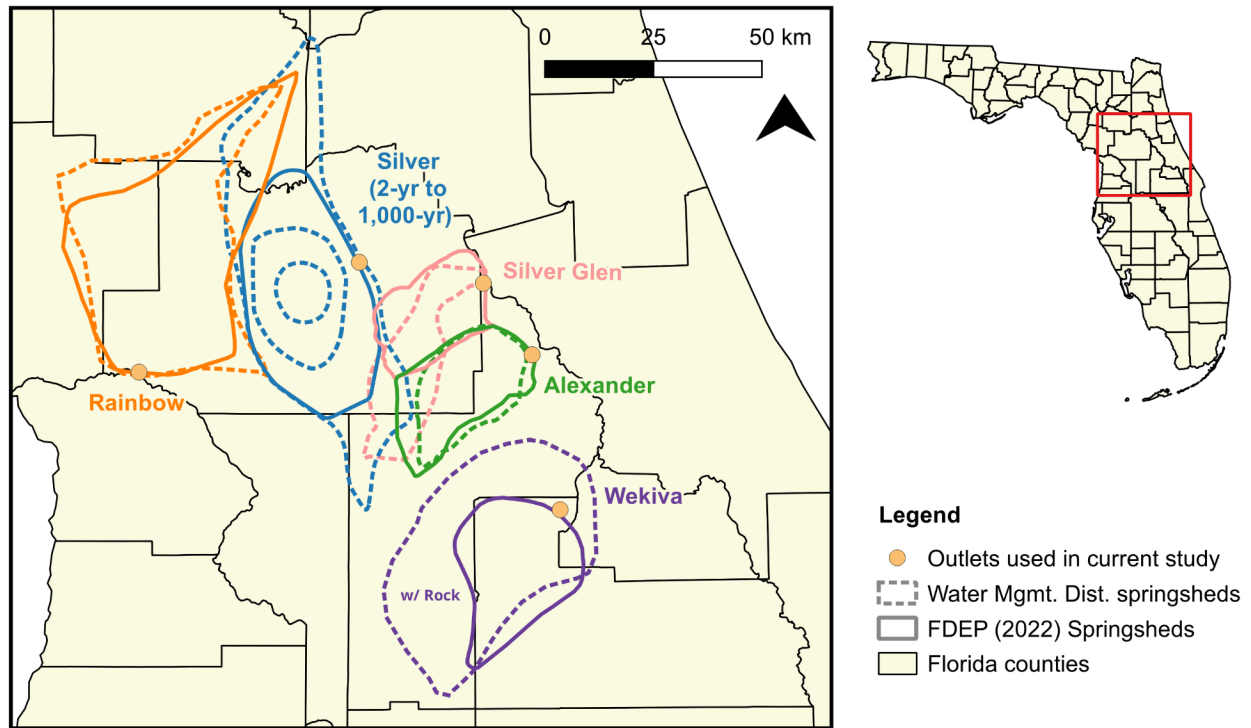 0 25 50 km
Silver
(2-yr to
1,000-yr)
Silver Glen
Rainbow
Alexander
Wekiva
w/ Rock
Legend
Outlets used in current study
Water Mgmt. Dist. springsheds
FDEP (2022) Springsheds
Florida counties